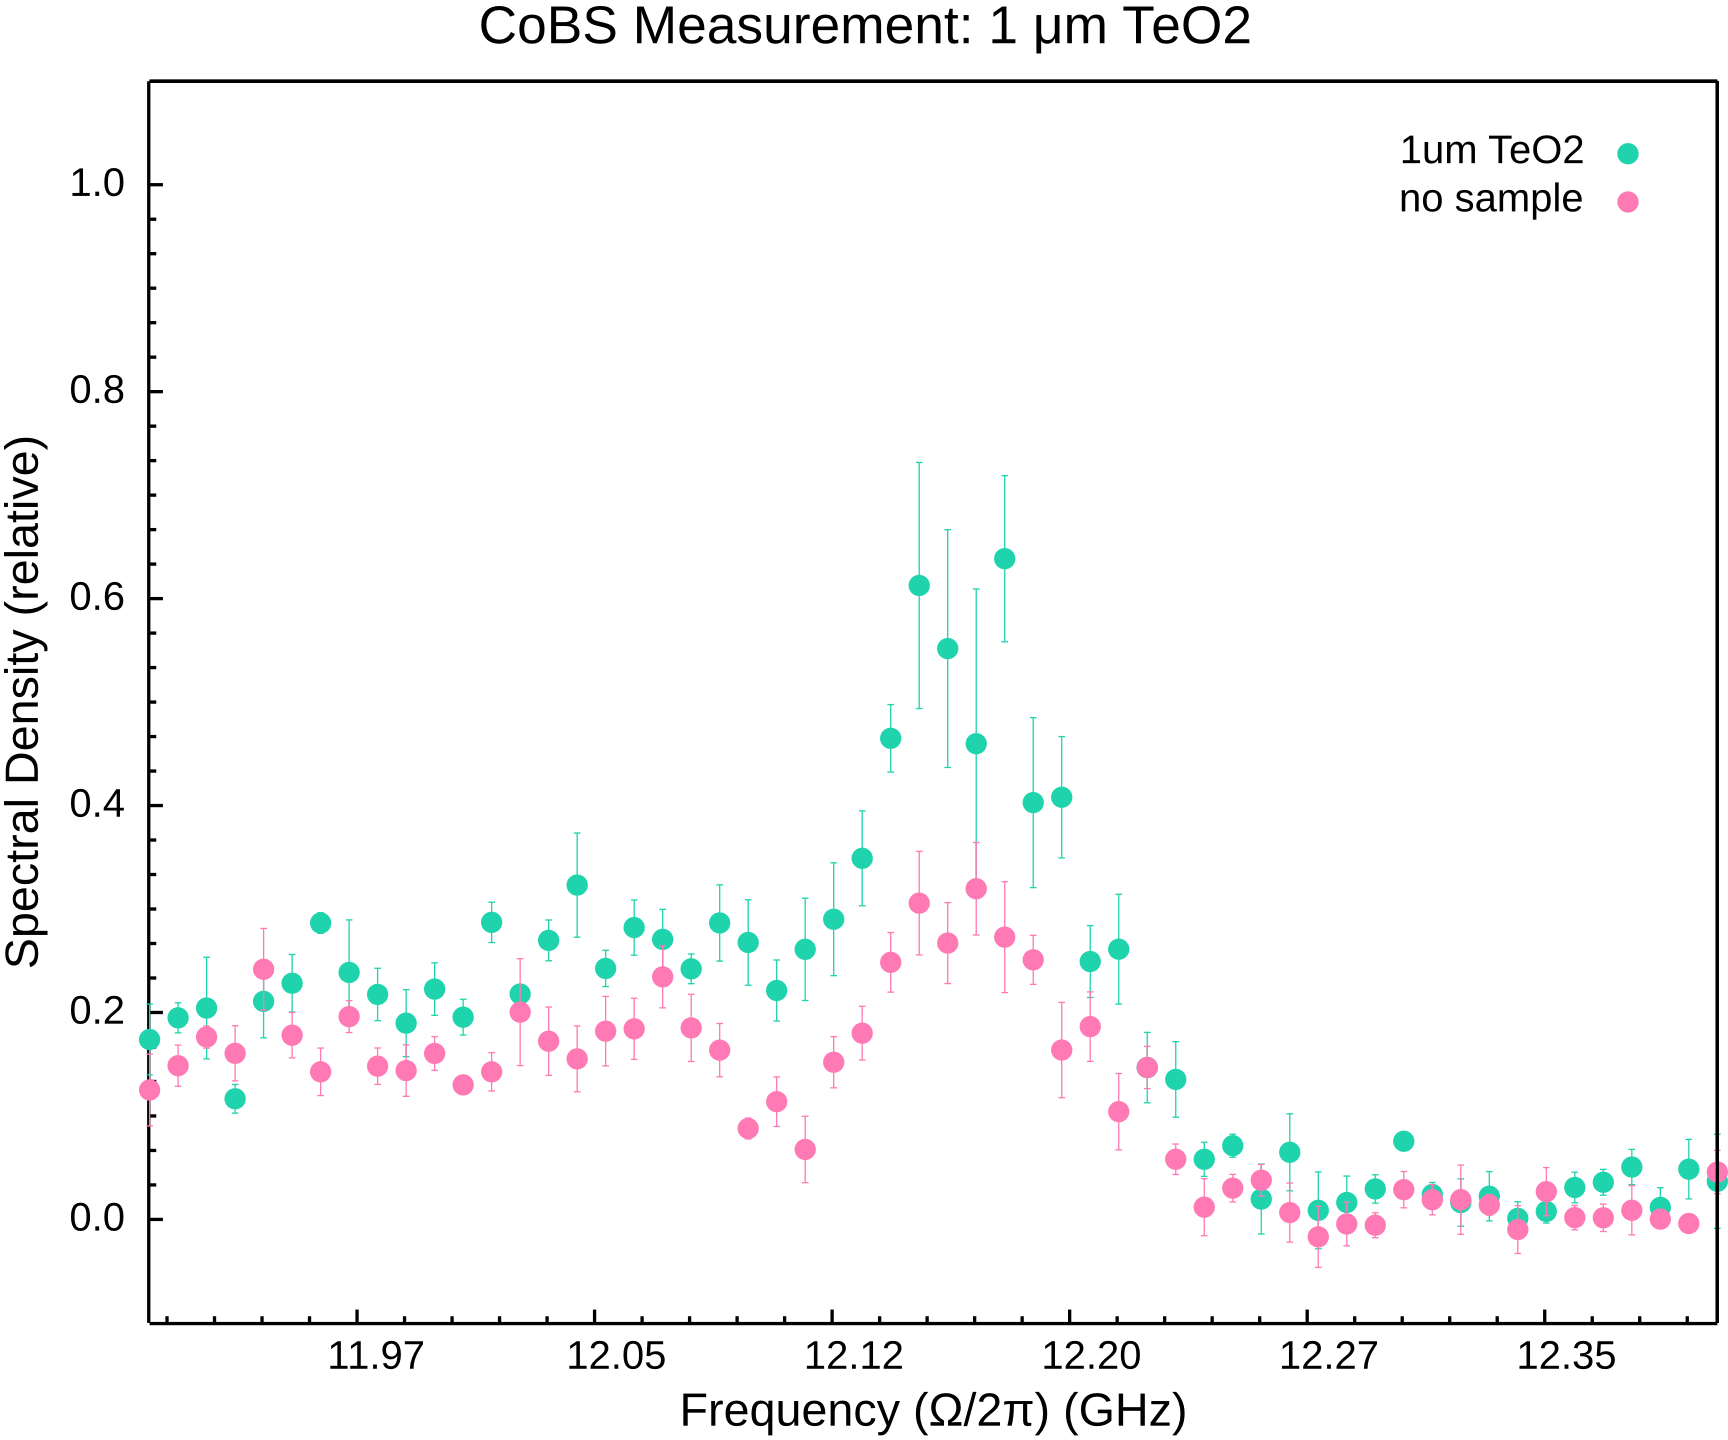 CoBS Measurement: 1 μm TeO2
1um TeO2
no sample
1.0
0.8
0.6
0.4
0.2
0.0
Spectral Density (relative)
11.97 12.05 12.12 12.20 12.27 12.35
Frequency (Ω/2π) (GHz)